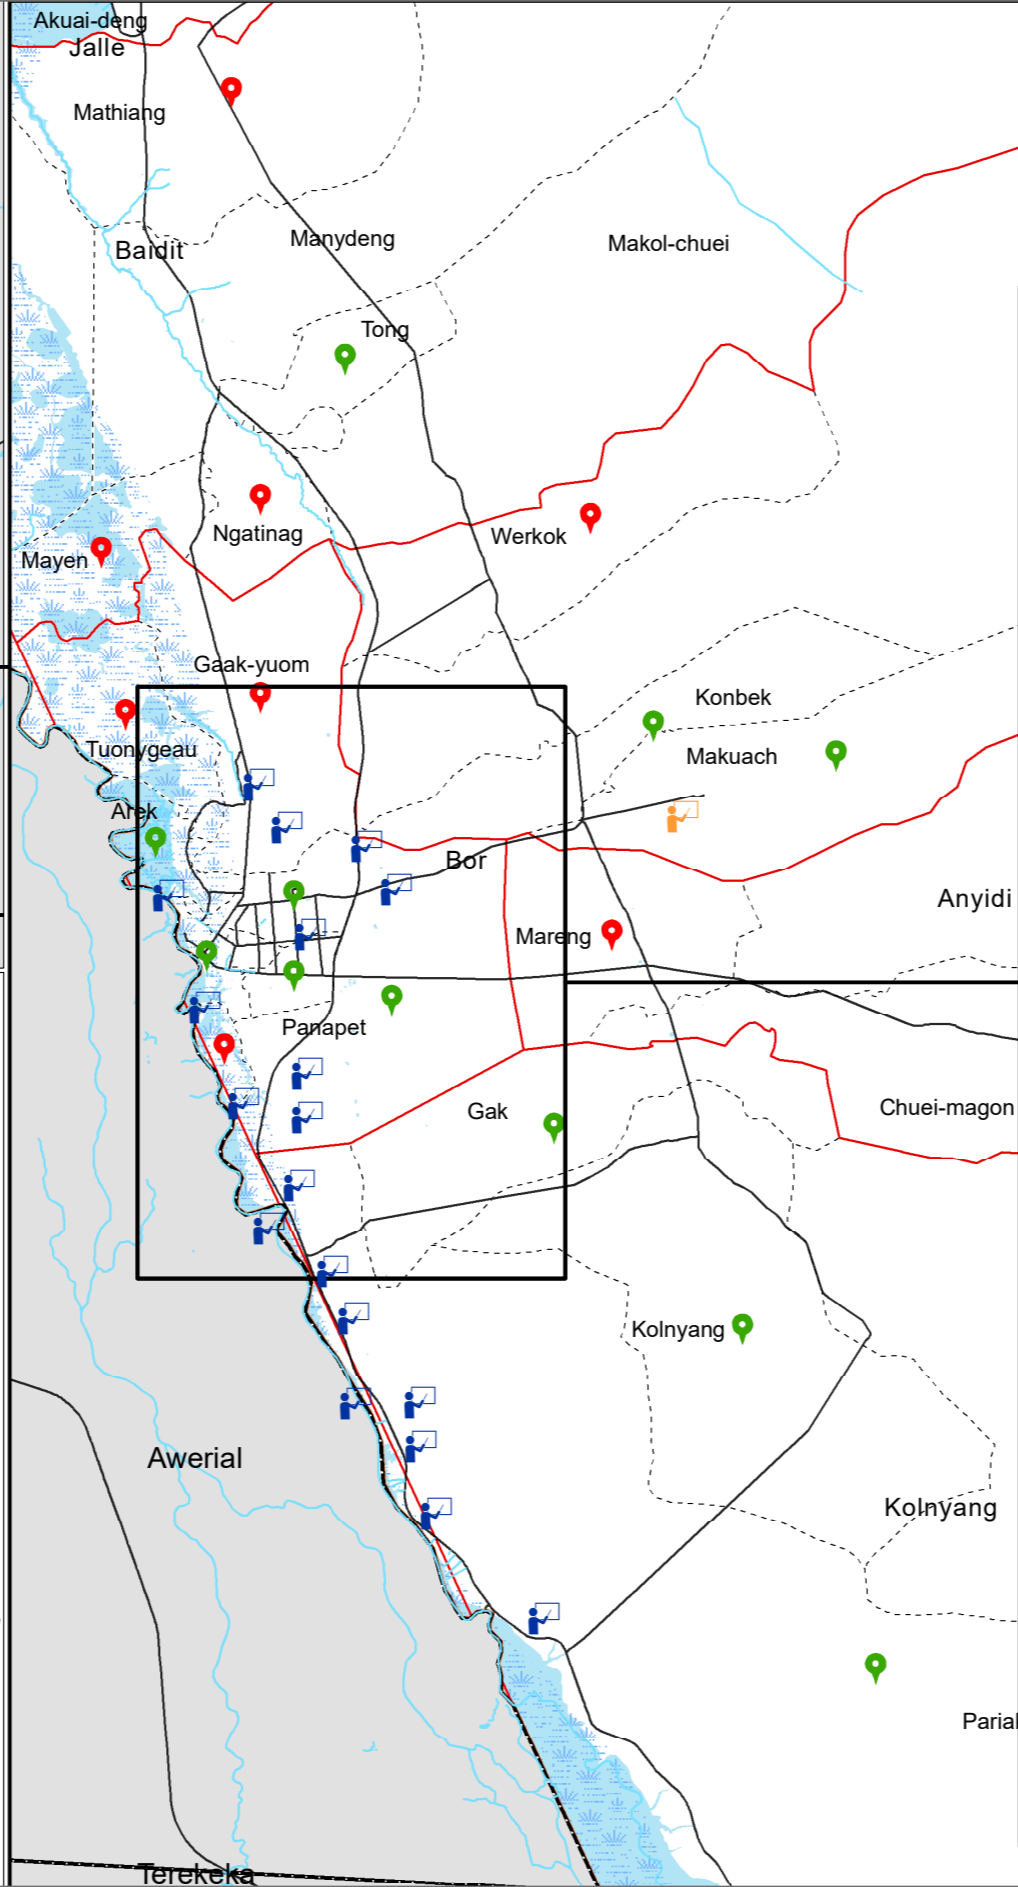 Akuai-deng
Jalle
Mathiang
Manydeng
Makol-chuei
Baidit
Tong
Ngatinag
Werkok
Mayen
Gaak-yuom
Konbek
Tuonygeau
Makuach
Arek
Bor
Anyidi
Mareng
Panapet
Gak
Chuei-magon
Kolnyang
Awerial
Kolnyang
Terekeka